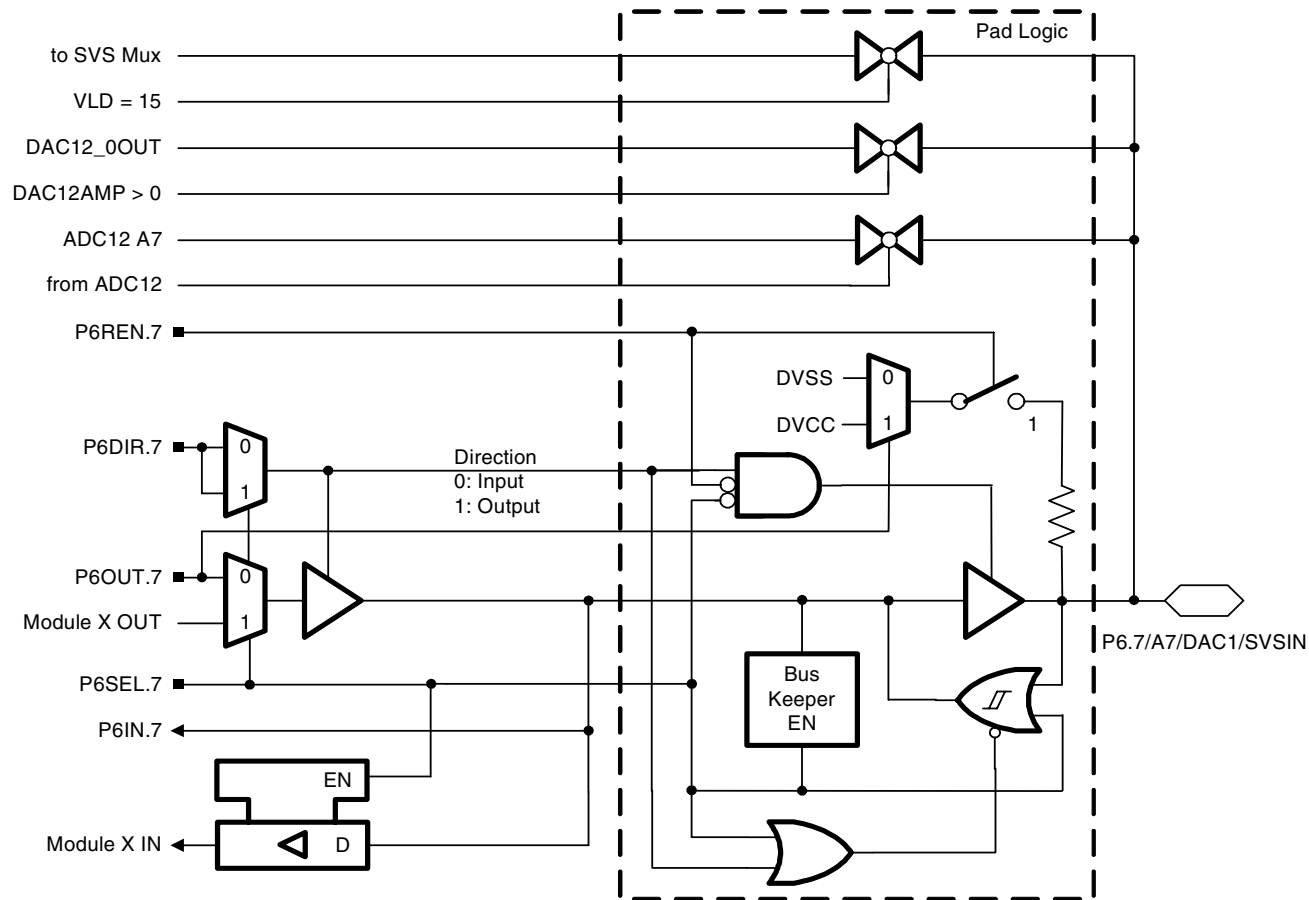 Pad Logic
to SVS Mux
VLD = 15
DAC12_0OUT
DAC12AMP > 0
ADC12 A7
from ADC12
P6REN.7
DVSS
0
DVCC
1
1
P6DIR.7
0
1
Direction
0: Input
1: Output
P6OUT.7
0
Module X OUT
1
P6.7/A7/DAC1/SVSIN
P6SEL.7
Bus
Keeper
EN
P6IN.7
EN
Module X IN
D